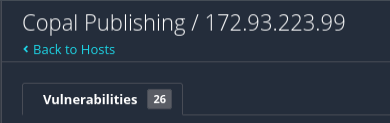 Copal Publishing / 172.93.223.99
‹ Back to Hosts
Vulnerabilities 26